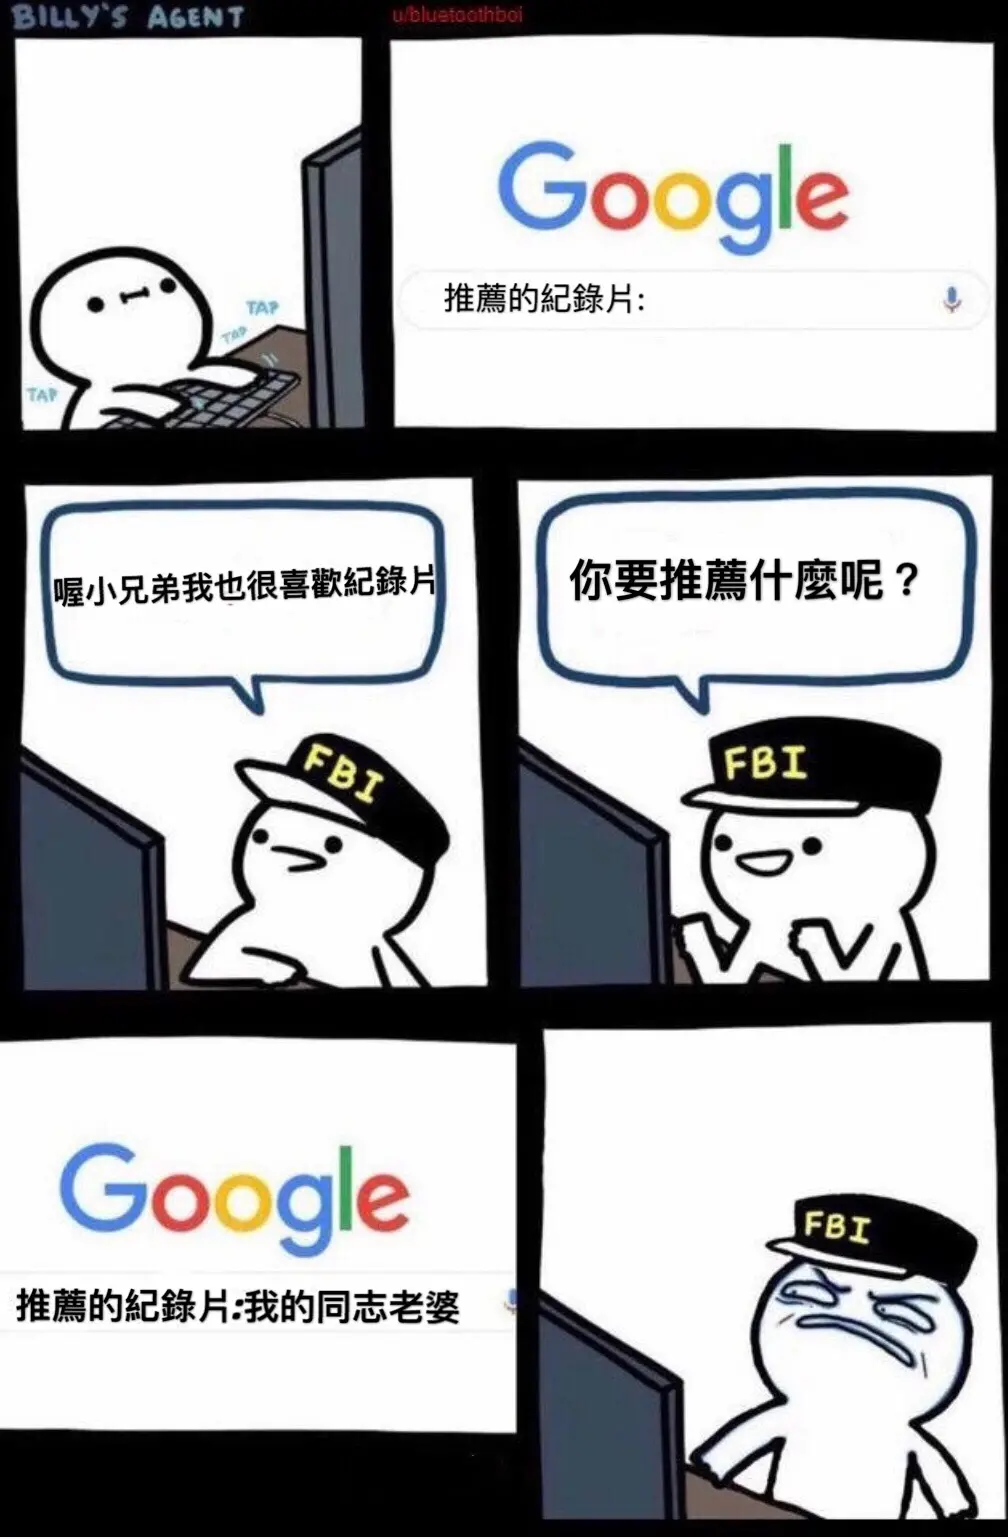 BILLY'S AGENT
u/bluetoothboi
TAP
TAP
TAP
Google
推薦的紀錄片:
喔小兄弟我也很喜歡紀錄片
FBI
你要推薦什麼呢？
FBI
Google
推薦的紀錄片:我的同志老婆
FBI